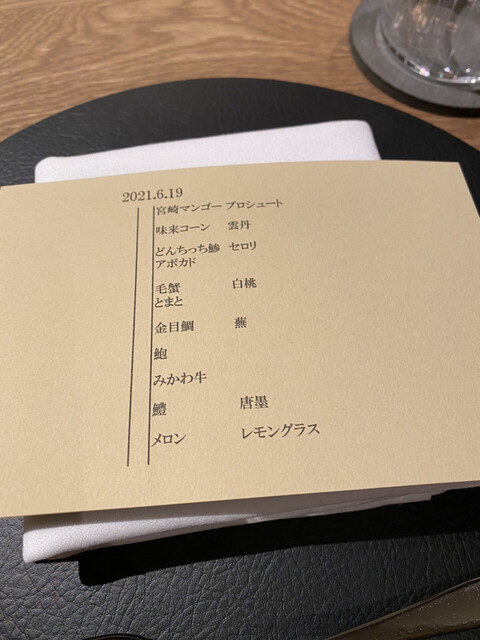 2021.6.19
宮崎マンゴー プロシュート
味来コーン 雲丹
どんちっち鯵 セロリ
アボカド
毛蟹 白桃
とまと
金目鯛 蕪
鮑
みかわ牛
鱧 唐墨
メロン レモングラス